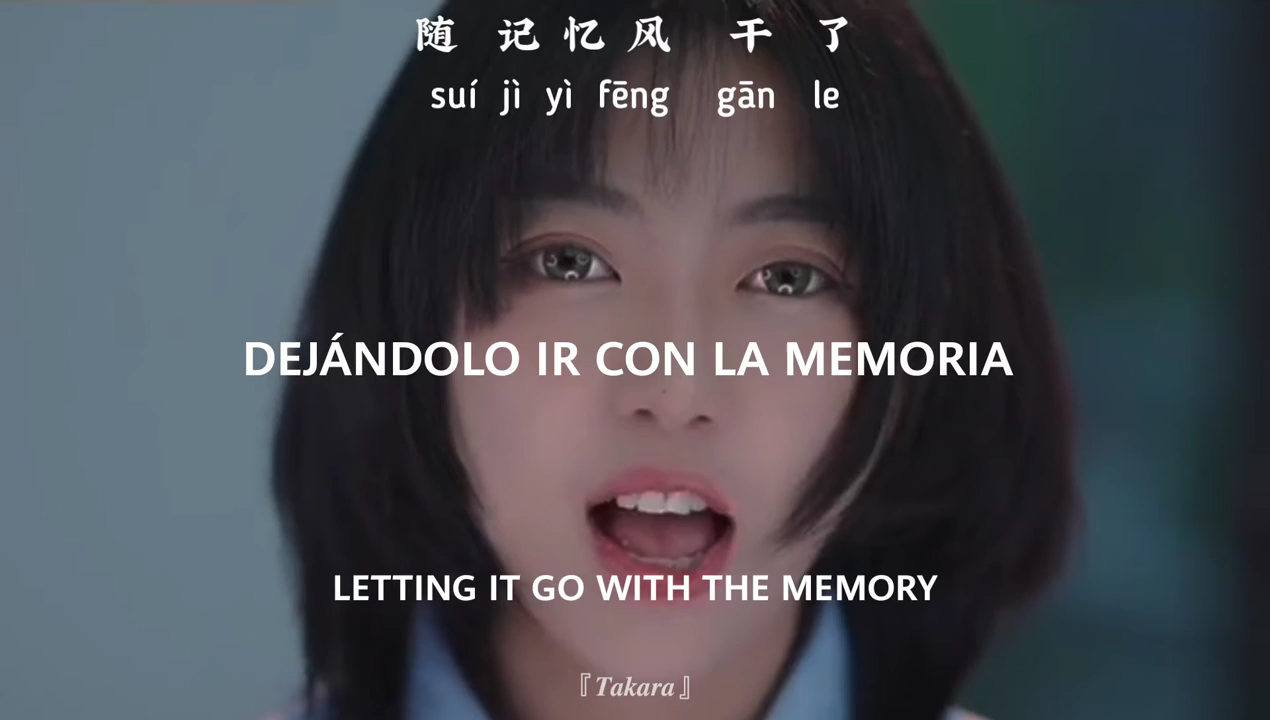 随 记 忆 风 干 了
suí jì yì fēng gān le
DEJÁNDOLO IR CON LA MEMORIA
LETTING IT GO WITH THE MEMORY
『Takara』